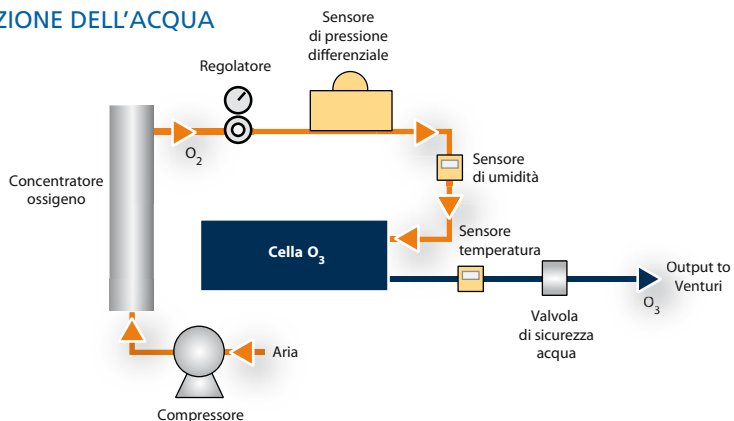 ZIONE DELL'ACQUA
Sensore
di pressione
differenziale
Regolatore
O2
Sensore
di umidità
Concentratore
ossigeno
Sensore
temperatura
Cella O3
Output to
Venturi
O3
Valvola
di sicurezza
acqua
Aria
Compressore